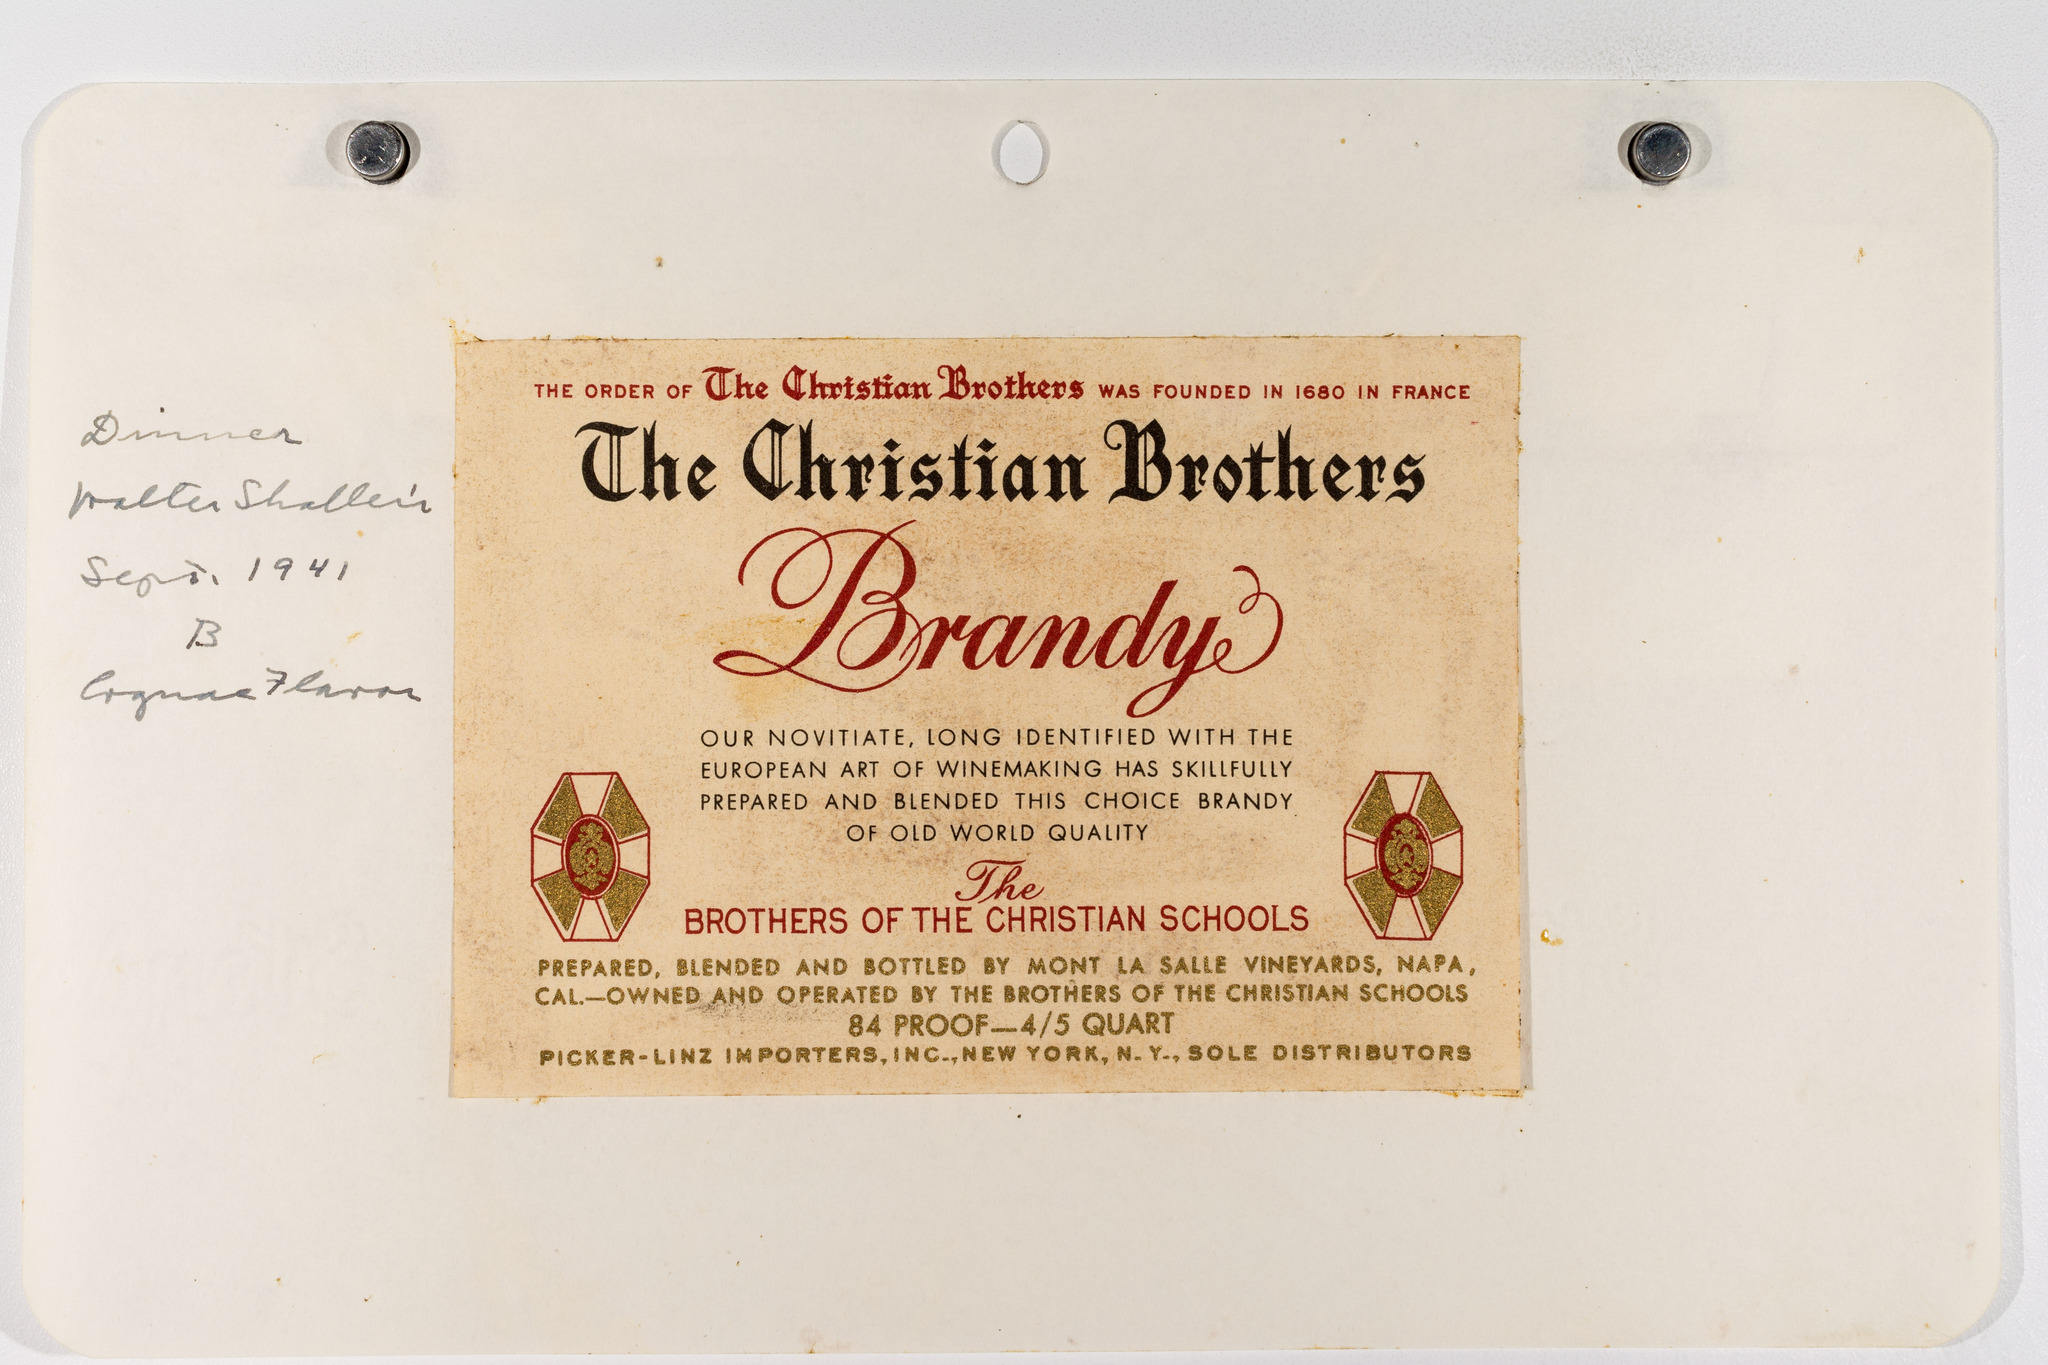 Dinner
Walter
Sept. 1941
B
Cognac Flavor
THE ORDER OF The Christian Brothers WAS FOUNDED IN 1680 IN FRANCE
The Christian Brothers
Brandy
OUR NOVITIATE, LONG IDENTIFIED WITH THE
EUROPEAN ART OF WINEMAKING HAS SKILLFULLY
PREPARED AND BLENDED THIS CHOICE BRANDY
OF OLD WORLD QUALITY
The
BROTHERS OF THE CHRISTIAN SCHOOLS
PREPARED, BLENDED AND BOTTLED BY MONT LA SALLE VINEYARDS, NAPA,
CAL.—OWNED AND OPERATED BY THE BROTHERS OF THE CHRISTIAN SCHOOLS
84 PROOF—4/5 QUART
PICKER-LINZ IMPORTERS, INC., NEW YORK, N. Y., SOLE DISTRIBUTORS